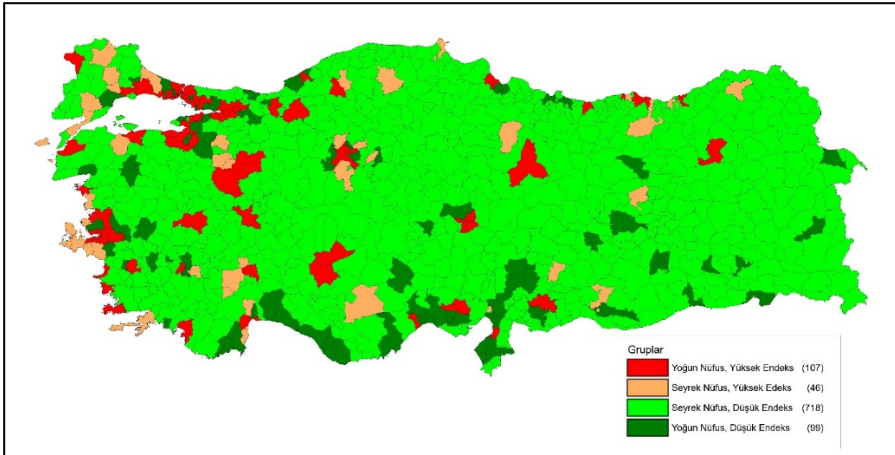 Gruplar
Yoğun Nüfus, Yüksek Endeks (107)
Seyrek Nüfus, Yüksek Edeks (46)
Seyrek Nüfus, Düşük Endeks (718)
Yoğun Nüfus, Düşük Endeks (99)